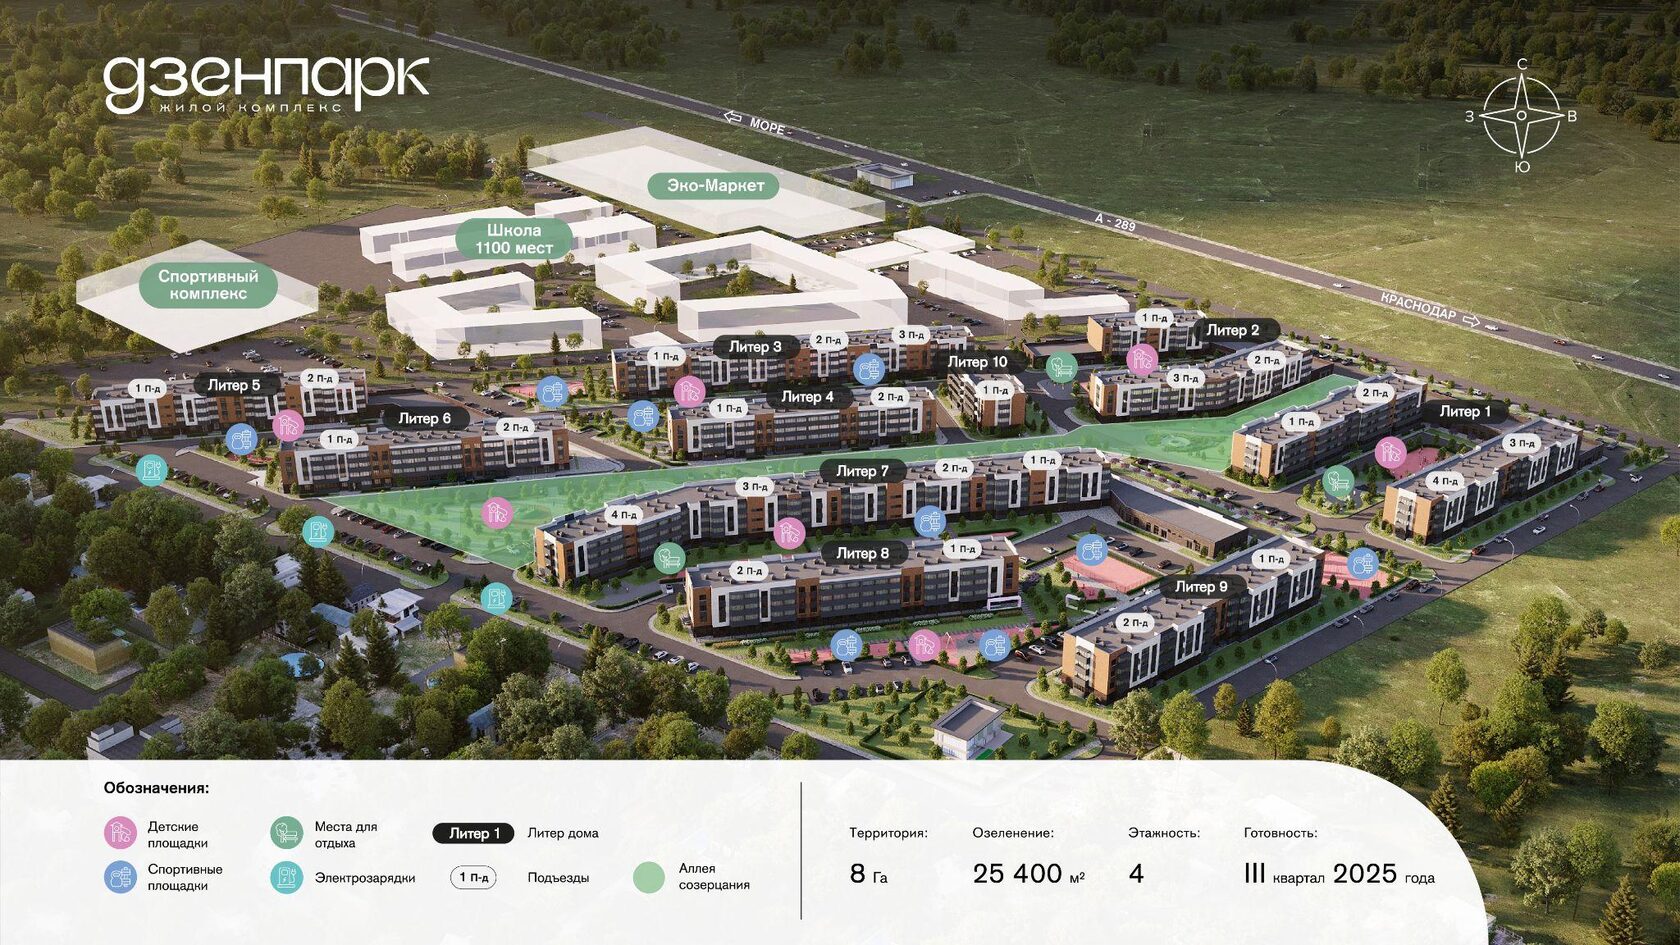 дзенпарк
ЖИЛОЙ КОМПЛЕКС
С
З
В
Ю
МОРЕ
А - 289
КРАСНОДАР
Эко-Маркет
Школа
1100 мест
Спортивный
комплекс
1 П-д
Литер 2
2 П-д
3 П-д
1 П-д
Литер 3
2 П-д
3 П-д
Литер 10
1 П-д
1 П-д
Литер 4
2 П-д
1 П-д
Литер 5
2 П-д
1 П-д
Литер 6
2 П-д
1 П-д
2 П-д
Литер 1
3 П-д
4 П-д
4 П-д
3 П-д
Литер 7
2 П-д
1 П-д
2 П-д
Литер 8
1 П-д
2 П-д
Литер 9
1 П-д
Обозначения:
Детские
площадки
Спортивные
площадки
Места для
отдыха
Электрозарядки
Литер 1
Литер дома
1 П-д
Подъезды
Аллея
созерцания
Территория:
8 Га
Озеленение:
25 400 м²
Этажность:
4
Готовность:
III квартал 2025 года